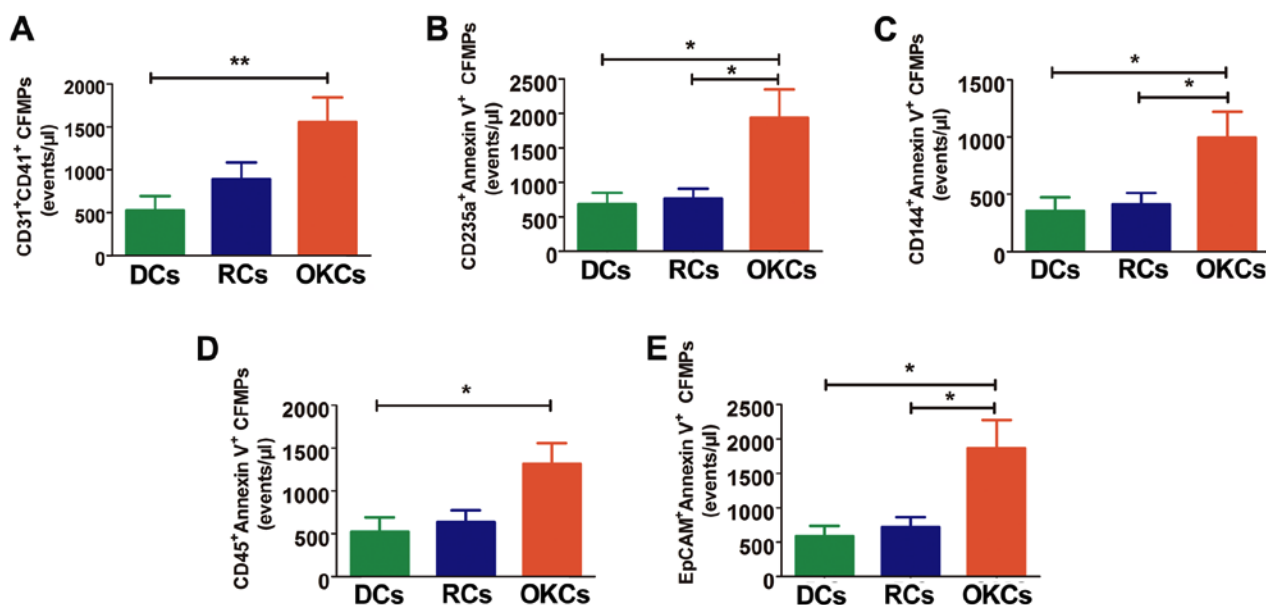 A
CD31⁺CD41⁺ CFMPs
(events/µl)
**
2000
1500
1000
500
0
DCs RCs OKCs
B
CD235a⁺Annexin V⁺ CFMPs
(events/µl)
*
*
2500
2000
1500
1000
500
0
DCs RCs OKCs
C
CD144⁺Annexin V⁺ CFMPs
(events/µl)
*
*
1500
1000
500
0
DCs RCs OKCs
D
CD45⁺Annexin V⁺ CFMPs
(events/µl)
*
2000
1500
1000
500
0
DCs RCs OKCs
E
EpCAM⁺Annexin V⁺ CFMPs
(events/µl)
*
*
2500
2000
1500
1000
500
0
DCs RCs OKCs